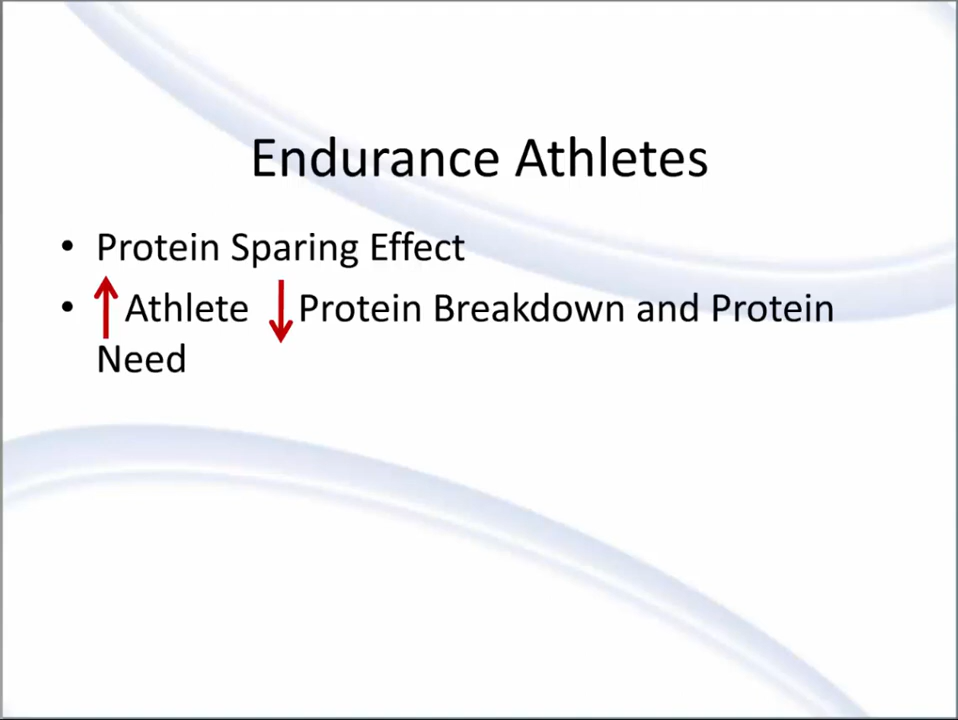 Endurance Athletes
• Protein Sparing Effect
• ↑ Athlete ↓ Protein Breakdown and Protein
Need